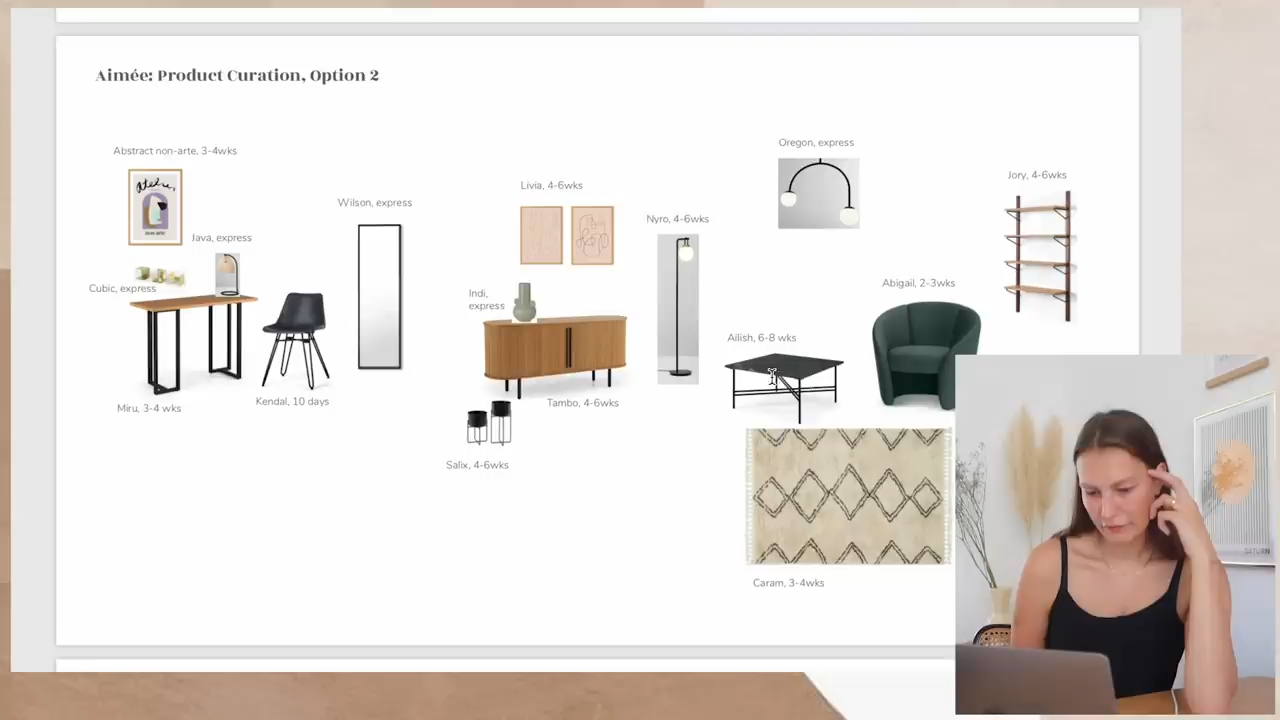 Aimée: Product Curation, Option 2
Abstract non-arte, 3-4wks
Java, express
Cubic, express
Miru, 3-4 wks
Kendal, 10 days
Wilson, express
Livia, 4-6wks
Indi,
express
Tambo, 4-6wks
Salix, 4-6wks
Nyro, 4-6wks
Oregon, express
Ailish, 6-8 wks
Abigail, 2-3wks
Jory, 4-6wks
Caram, 3-4wks
SATURN